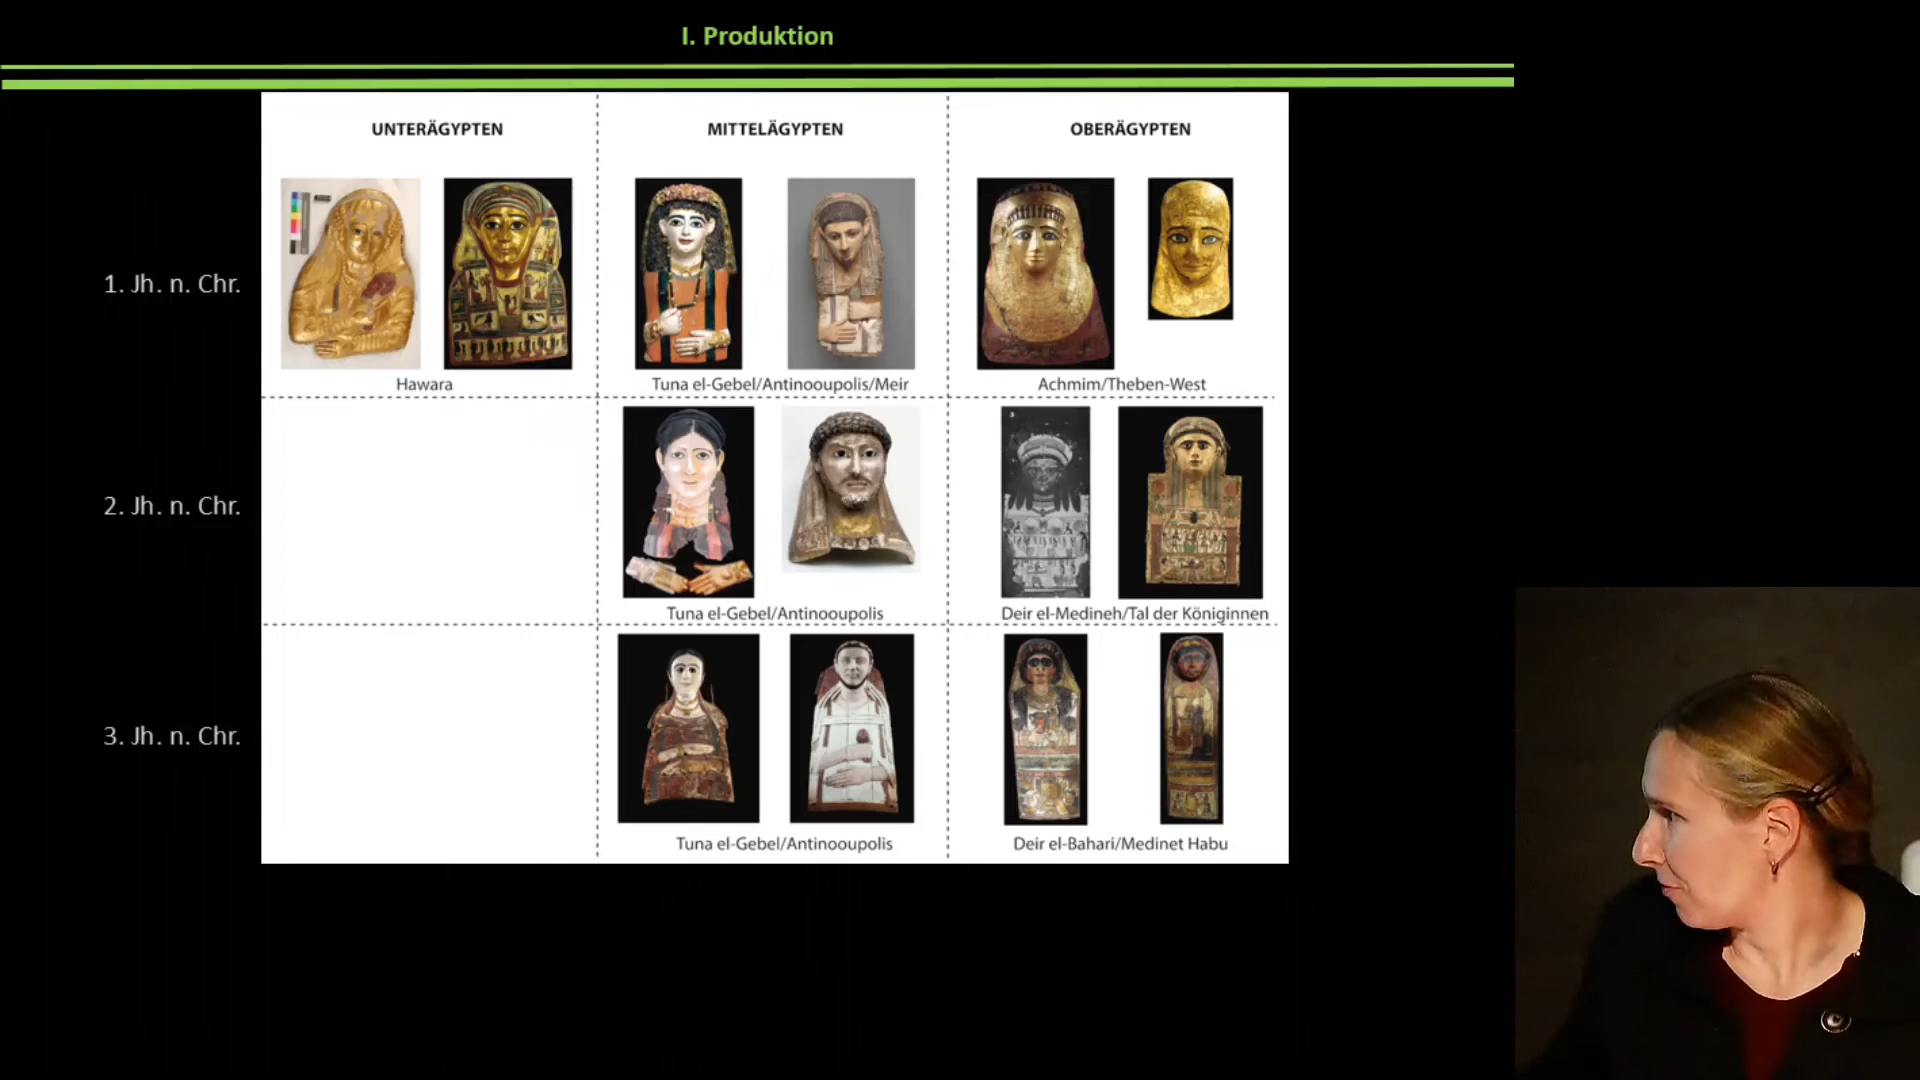 I. Produktion
UNTERÄGYPTEN
MITTELÄGYPTEN
OBERÄGYPTEN
1. Jh. n. Chr.
Hawara
Tuna el-Gebel/Antinooupolis/Meir
Achmim/Theben-West
2. Jh. n. Chr.
Tuna el-Gebel/Antinooupolis
Deir el-Medineh/Tal der Königinnen
3. Jh. n. Chr.
Tuna el-Gebel/Antinooupolis
Deir el-Bahari/Medinet Habu